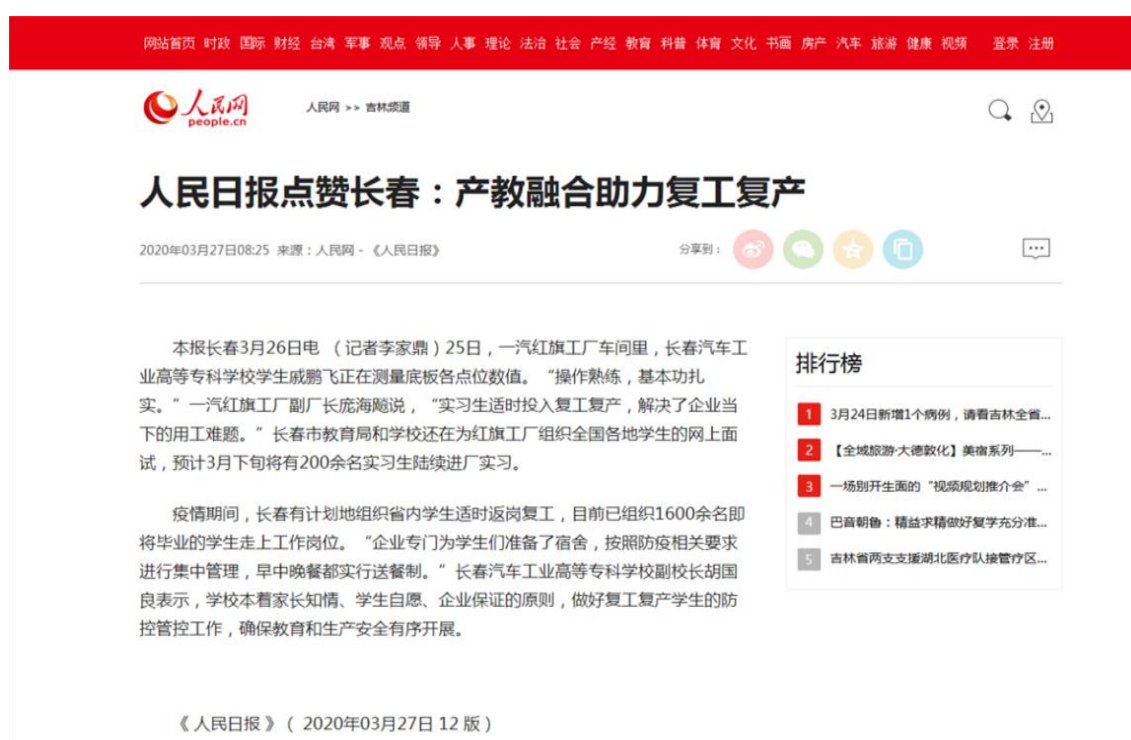 网站首页 时政 国际 财经 台湾 军事 观点 领导 人事 理论 法治 社会 产经 教育 科普 体育 文化 书画 房产 汽车 旅游 健康 视频 登录 注册
人民网 people.cn
人民网 >> 吉林频道
人民日报点赞长春：产教融合助力复工复产
2020年03月27日08:25 来源：人民网-《人民日报》
分享到：
本报长春3月26日电 （记者李家鼎）25日，一汽红旗工厂车间里，长春汽车工
业高等专科学校学生戚鹏飞正在测量底板各点位数值。“操作熟练，基本功扎
实。”一汽红旗工厂副厂长庞海飚说，“实习生适时投入复工复产，解决了企业当
下的用工难题。”长春市教育局和学校还在为红旗工厂组织全国各地学生的网上面
试，预计3月下旬将有200余名实习生陆续进厂实习。
疫情期间，长春有计划地组织省内学生适时返岗复工，目前已组织1600余名即
将毕业的学生走上工作岗位。“企业专门为学生们准备了宿舍，按照防疫相关要求
进行集中管理，早中晚餐都实行送餐制。”长春汽车工业高等专科学校副校长胡国
良表示，学校本着家长知情、学生自愿、企业保证的原则，做好复工复产学生的防
控管控工作，确保教育和生产安全有序开展。
《 人民日报 》（ 2020年03月27日 12 版）
排行榜
1 3月24日新增1个病例，请看吉林全省...
2 【全域旅游·大德敦化】美宿系列——...
3 一场别开生面的“视频规划推介会”...
4 巴音朝鲁：精益求精做好复学充分准...
5 吉林省两支支援湖北医疗队接管疗区...